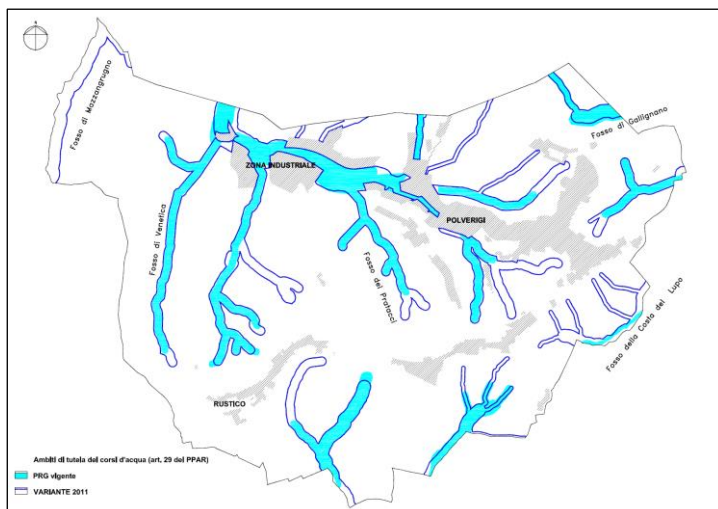 N
Fosso di Mazzangrugno
Fosso di Gallignano
ZONA INDUSTRIALE
POLVERIGI
Fosso di Venetica
Fosso dei Pratacci
Fosso della Costa del Lupo
RUSTICO
Ambiti di tutela dei corsi d'acqua (art. 29 del PPAR)
PRG vigente
VARIANTE 2011